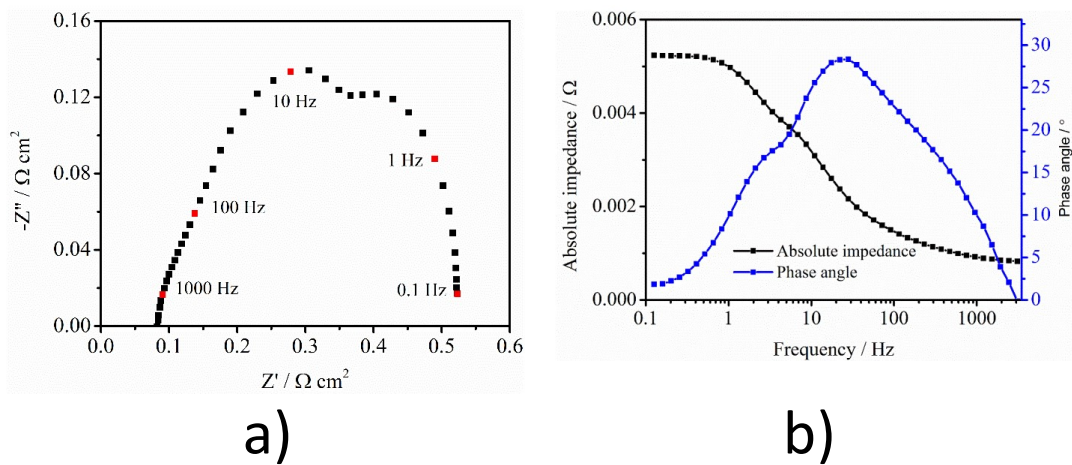 0.16
0.12
0.08
0.04
0.00
-Z" / Ω cm²
10 Hz
1 Hz
100 Hz
1000 Hz
0.1 Hz
0.0 0.1 0.2 0.3 0.4 0.5 0.6
Z' / Ω cm²
a)
0.006
0.004
0.002
0.000
Absolute impedance / Ω
Absolute impedance
Phase angle
30
25
20
15
10
5
0
Phase angle / °
0.1 1 10 100 1000
Frequency / Hz
b)